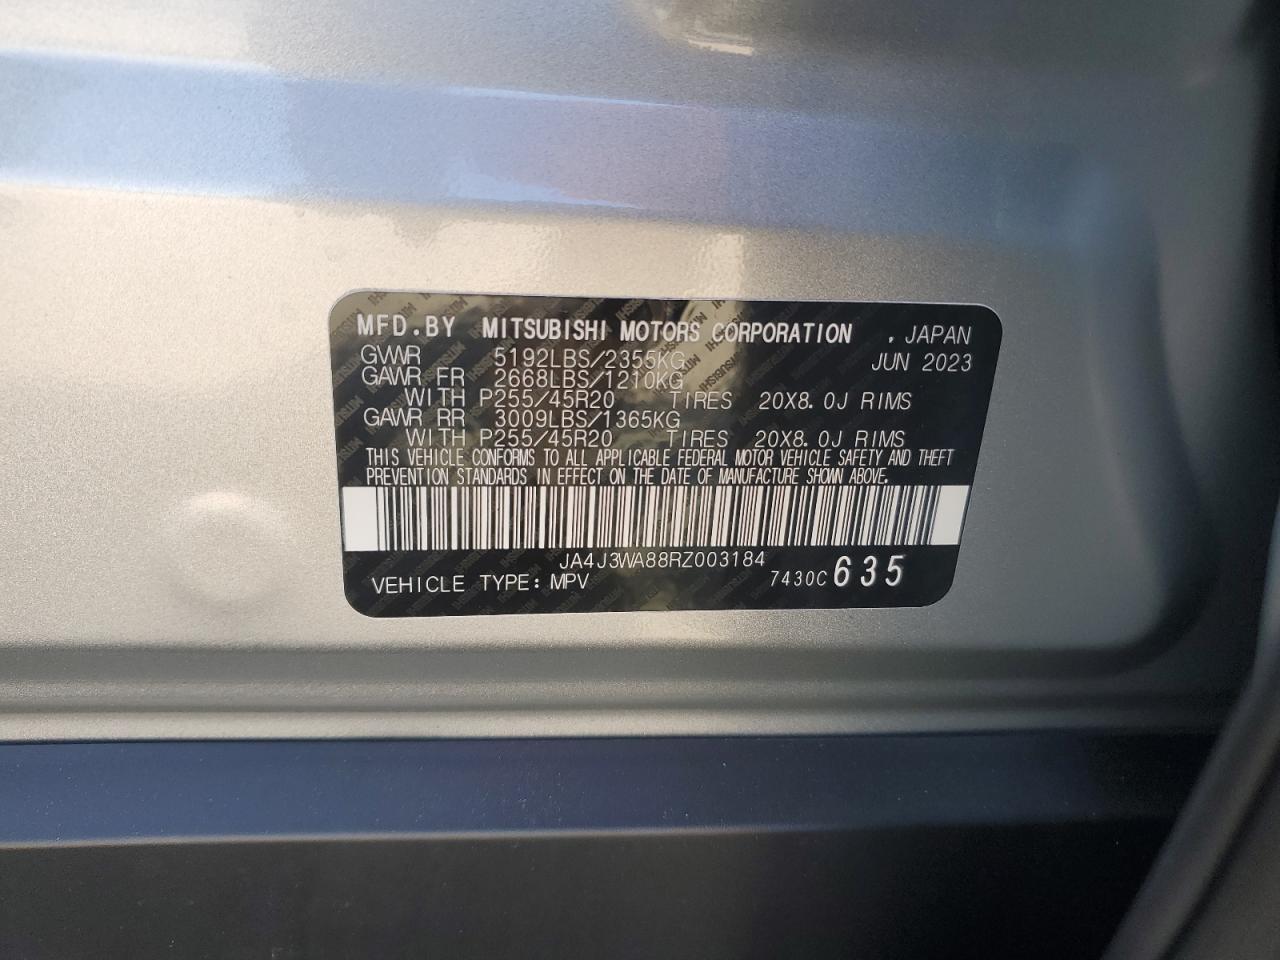 MFD.BY MITSUBISHI MOTORS CORPORATION . JAPAN
GVWR 5192LBS/2355KG JUN 2023
GAWR FR 2668LBS/1210KG
WITH P255/45R20 TIRES 20X8.0J RIMS
GAWR RR 3009LBS/1365KG
WITH P255/45R20 TIRES 20X8.0J RIMS
THIS VEHICLE CONFORMS TO ALL APPLICABLE FEDERAL MOTOR VEHICLE SAFETY AND THEFT
PREVENTION STANDARDS IN EFFECT ON THE DATE OF MANUFACTURE SHOWN ABOVE.
JA4J3WA88RZ003184
VEHICLE TYPE: MPV 7430C 635